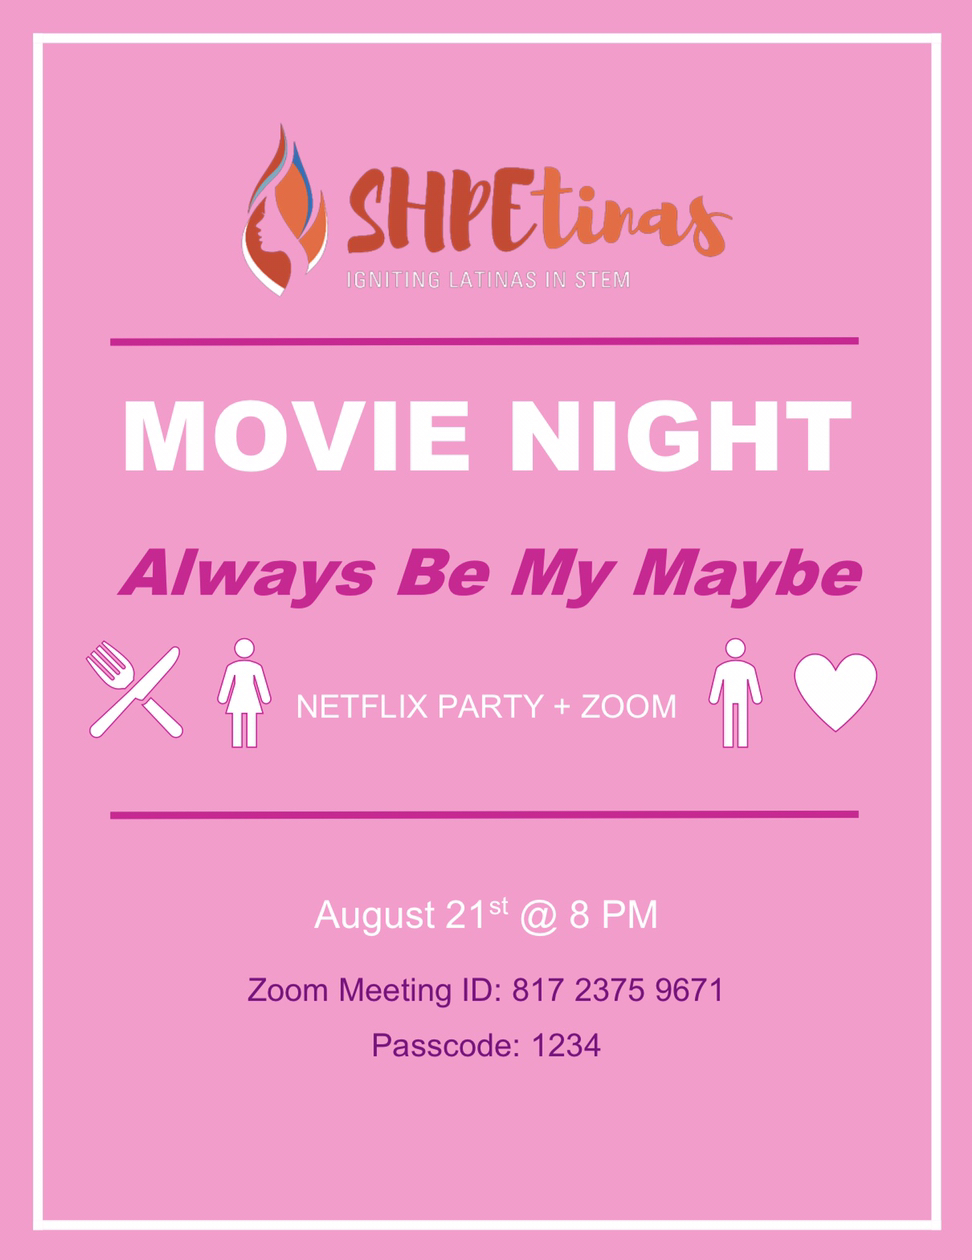 SHPEtinas
IGNITING LATINAS IN STEM
MOVIE NIGHT
Always Be My Maybe
NETFLIX PARTY + ZOOM
August 21st @ 8 PM
Zoom Meeting ID: 817 2375 9671
Passcode: 1234